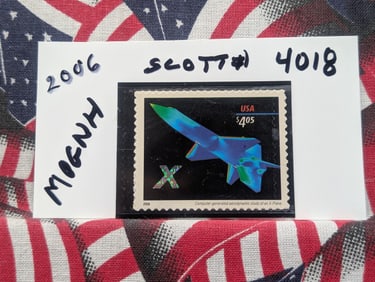 2006 SCOTT# 4018
MOGNH
USA
$4.05
X
2006
Computer-generated aerodynamic study of an X-Plane